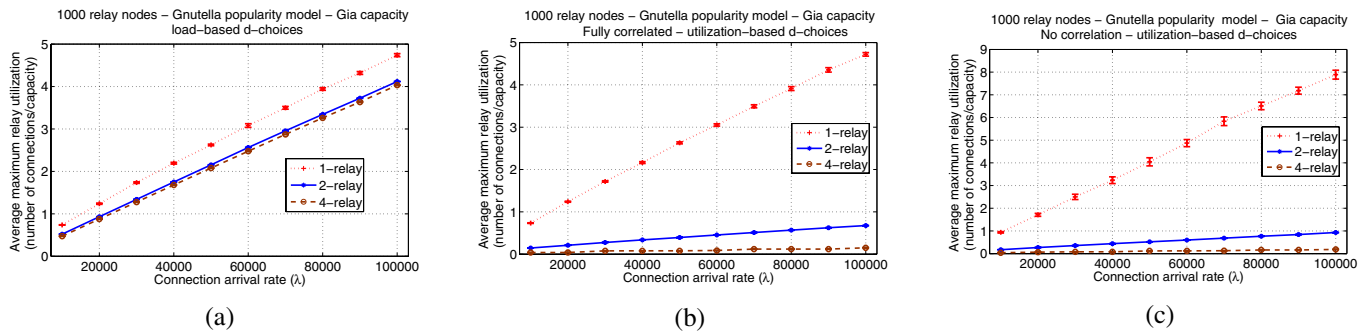 1000 relay nodes – Gnutella popularity model – Gia capacity
load-based d-choices
Average maximum relay utilization
(number of connections/capacity)
5
4
3
2
1
0
1-relay
2-relay
4-relay
20000 40000 60000 80000 100000
Connection arrival rate (λ)
(a)
1000 relay nodes – Gnutella popularity model – Gia capacity
Fully correlated – utilization-based d-choices
Average maximum relay utilization
(number of connections/capacity)
5
4
3
2
1
0
1-relay
2-relay
4-relay
20000 40000 60000 80000 100000
Connection arrival rate (λ)
(b)
1000 relay nodes – Gnutella popularity model – Gia capacity
No correlation – utilization-based d-choices
Average maximum relay utilization
(number of connections/capacity)
9
8
7
6
5
4
3
2
1
0
1-relay
2-relay
4-relay
20000 40000 60000 80000 100000
Connection arrival rate (λ)
(c)